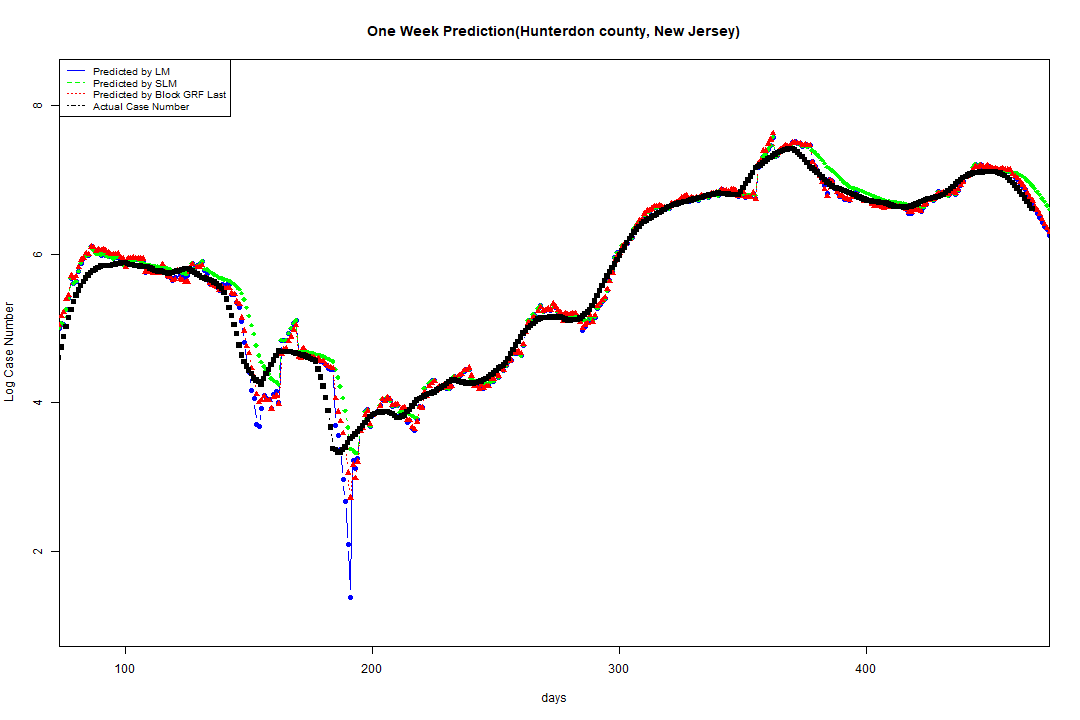 One Week Prediction(Hunterdon county, New Jersey)
Predicted by LM
Predicted by SLM
Predicted by Block GRF Last
Actual Case Number
8
6
4
2
Log Case Number
100 200 300 400
days